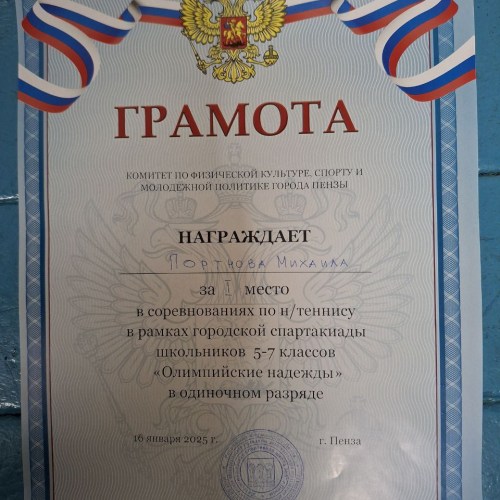 ГРАМОТА
КОМИТЕТ ПО ФИЗИЧЕСКОЙ КУЛЬТУРЕ, СПОРТУ И
МОЛОДЕЖНОЙ ПОЛИТИКЕ ГОРОДА ПЕНЗЫ
НАГРАЖДАЕТ
ПОРТНОВА МИХАИЛА
за I место
в соревнованиях по н/теннису
в рамках городской спартакиады
школьников 5-7 классов
«Олимпийские надежды»
в одиночном разряде
16 января 2025 г. г. Пенза